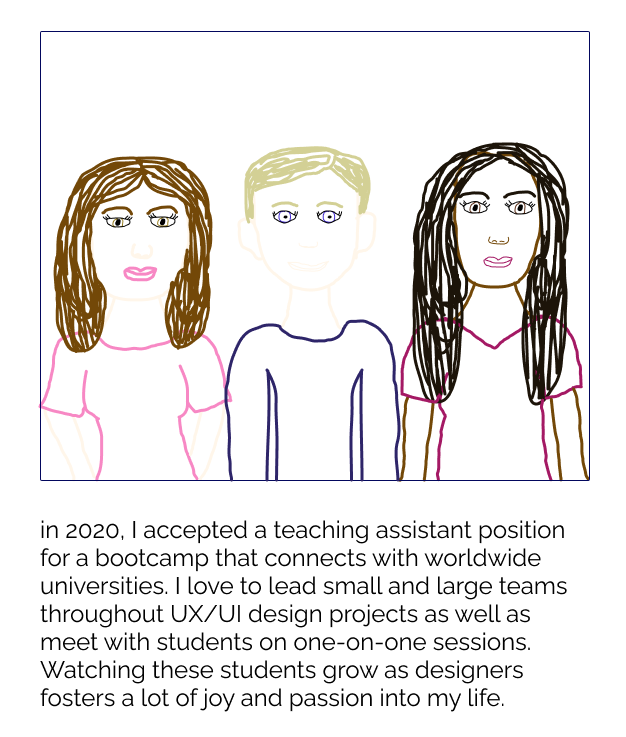 in 2020, I accepted a teaching assistant position
for a bootcamp that connects with worldwide
universities. I love to lead small and large teams
throughout UX/UI design projects as well as
meet with students on one-on-one sessions.
Watching these students grow as designers
fosters a lot of joy and passion into my life.